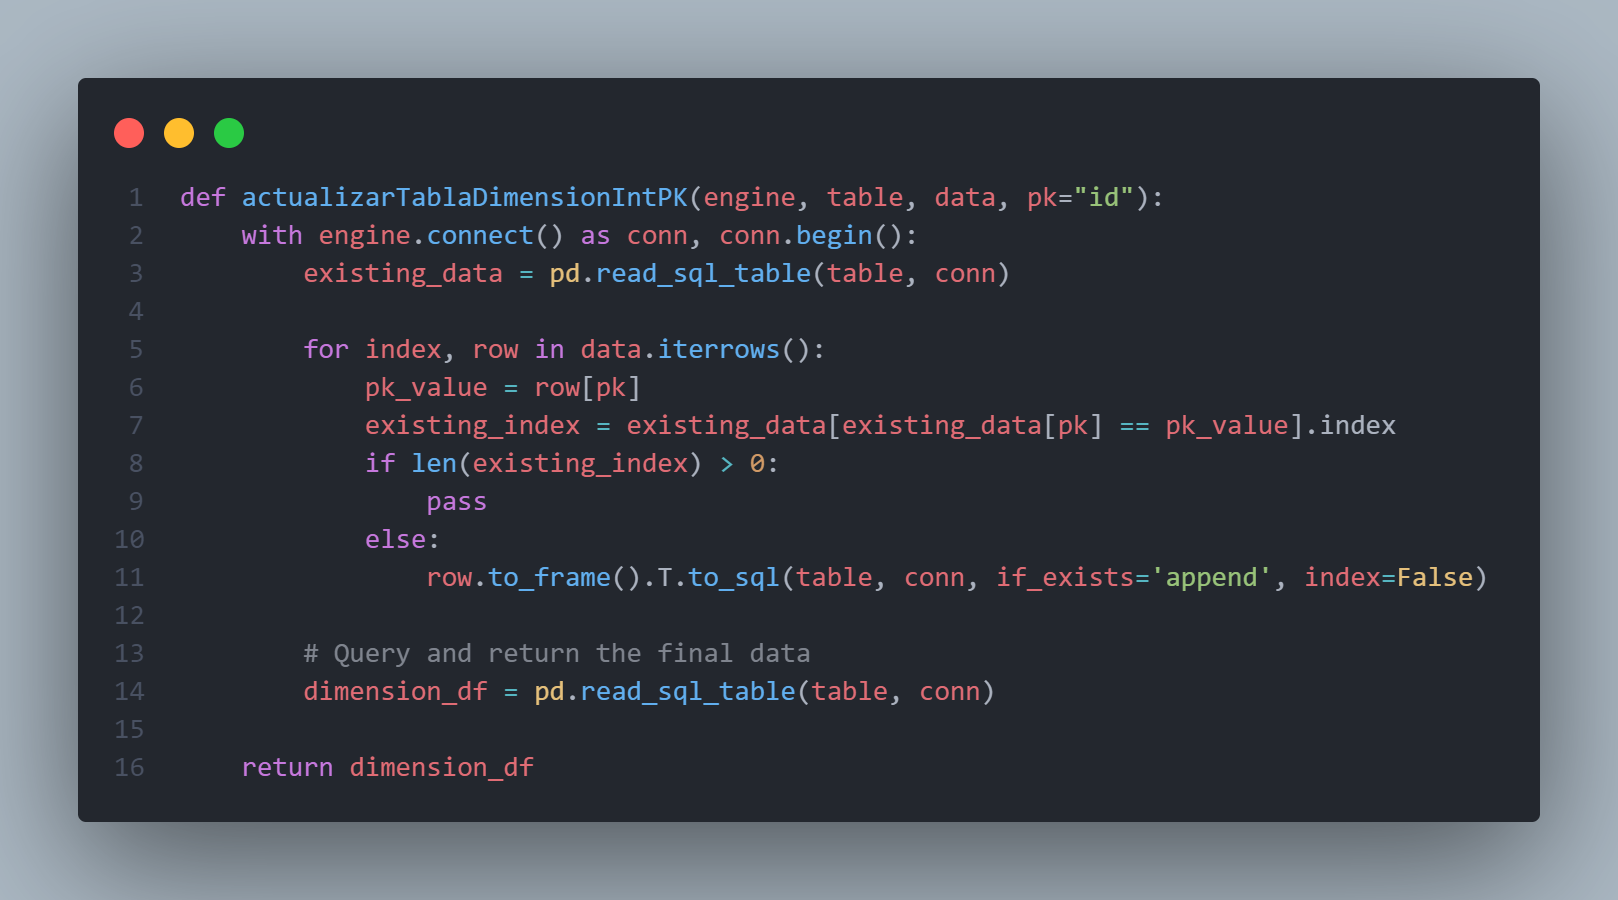 1 def actualizarTablaDimensionIntPK(engine, table, data, pk="id"):
2     with engine.connect() as conn, conn.begin():
3         existing_data = pd.read_sql_table(table, conn)
4
5         for index, row in data.iterrows():
6             pk_value = row[pk]
7             existing_index = existing_data[existing_data[pk] == pk_value].index
8             if len(existing_index) > 0:
9                 pass
10             else:
11                 row.to_frame().T.to_sql(table, conn, if_exists='append', index=False)
12
13         # Query and return the final data
14         dimension_df = pd.read_sql_table(table, conn)
15
16     return dimension_df